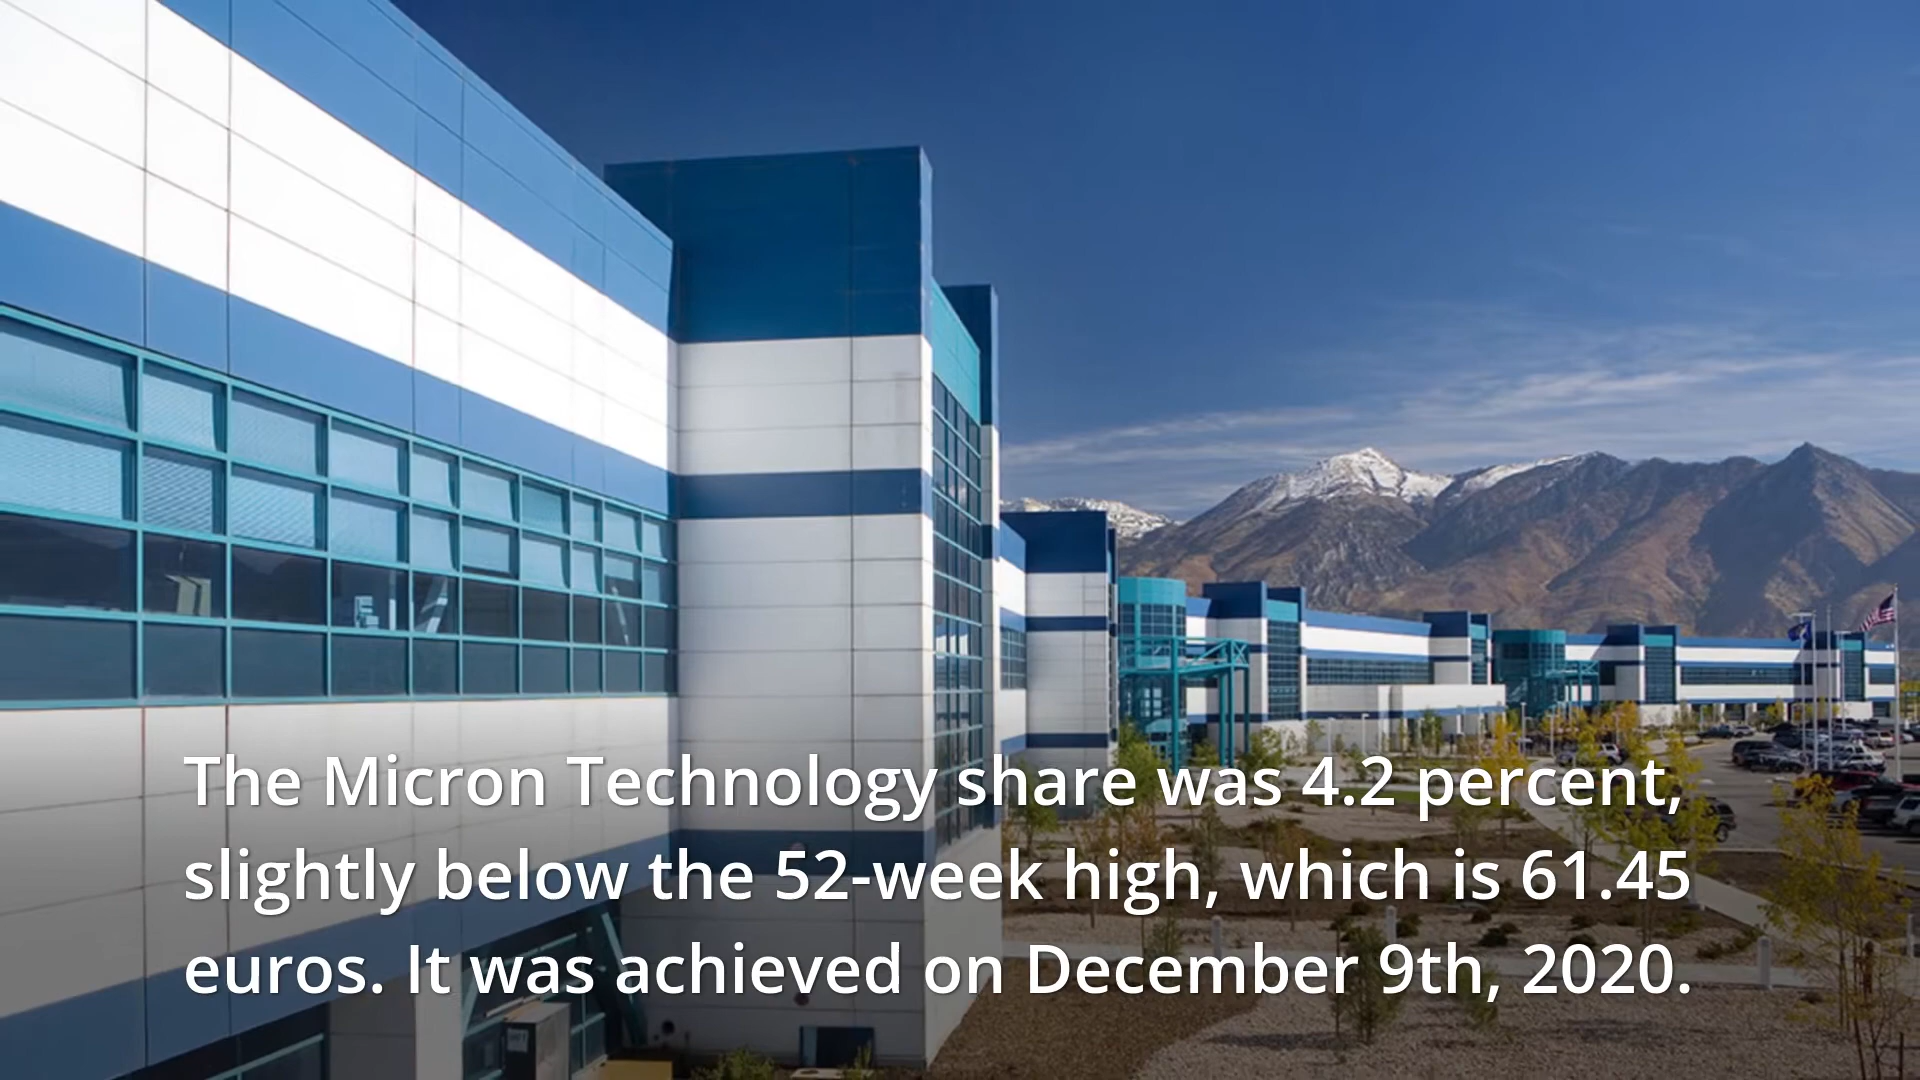 The Micron Technology share was 4.2 percent,
slightly below the 52-week high, which is 61.45
euros. It was achieved on December 9th, 2020.